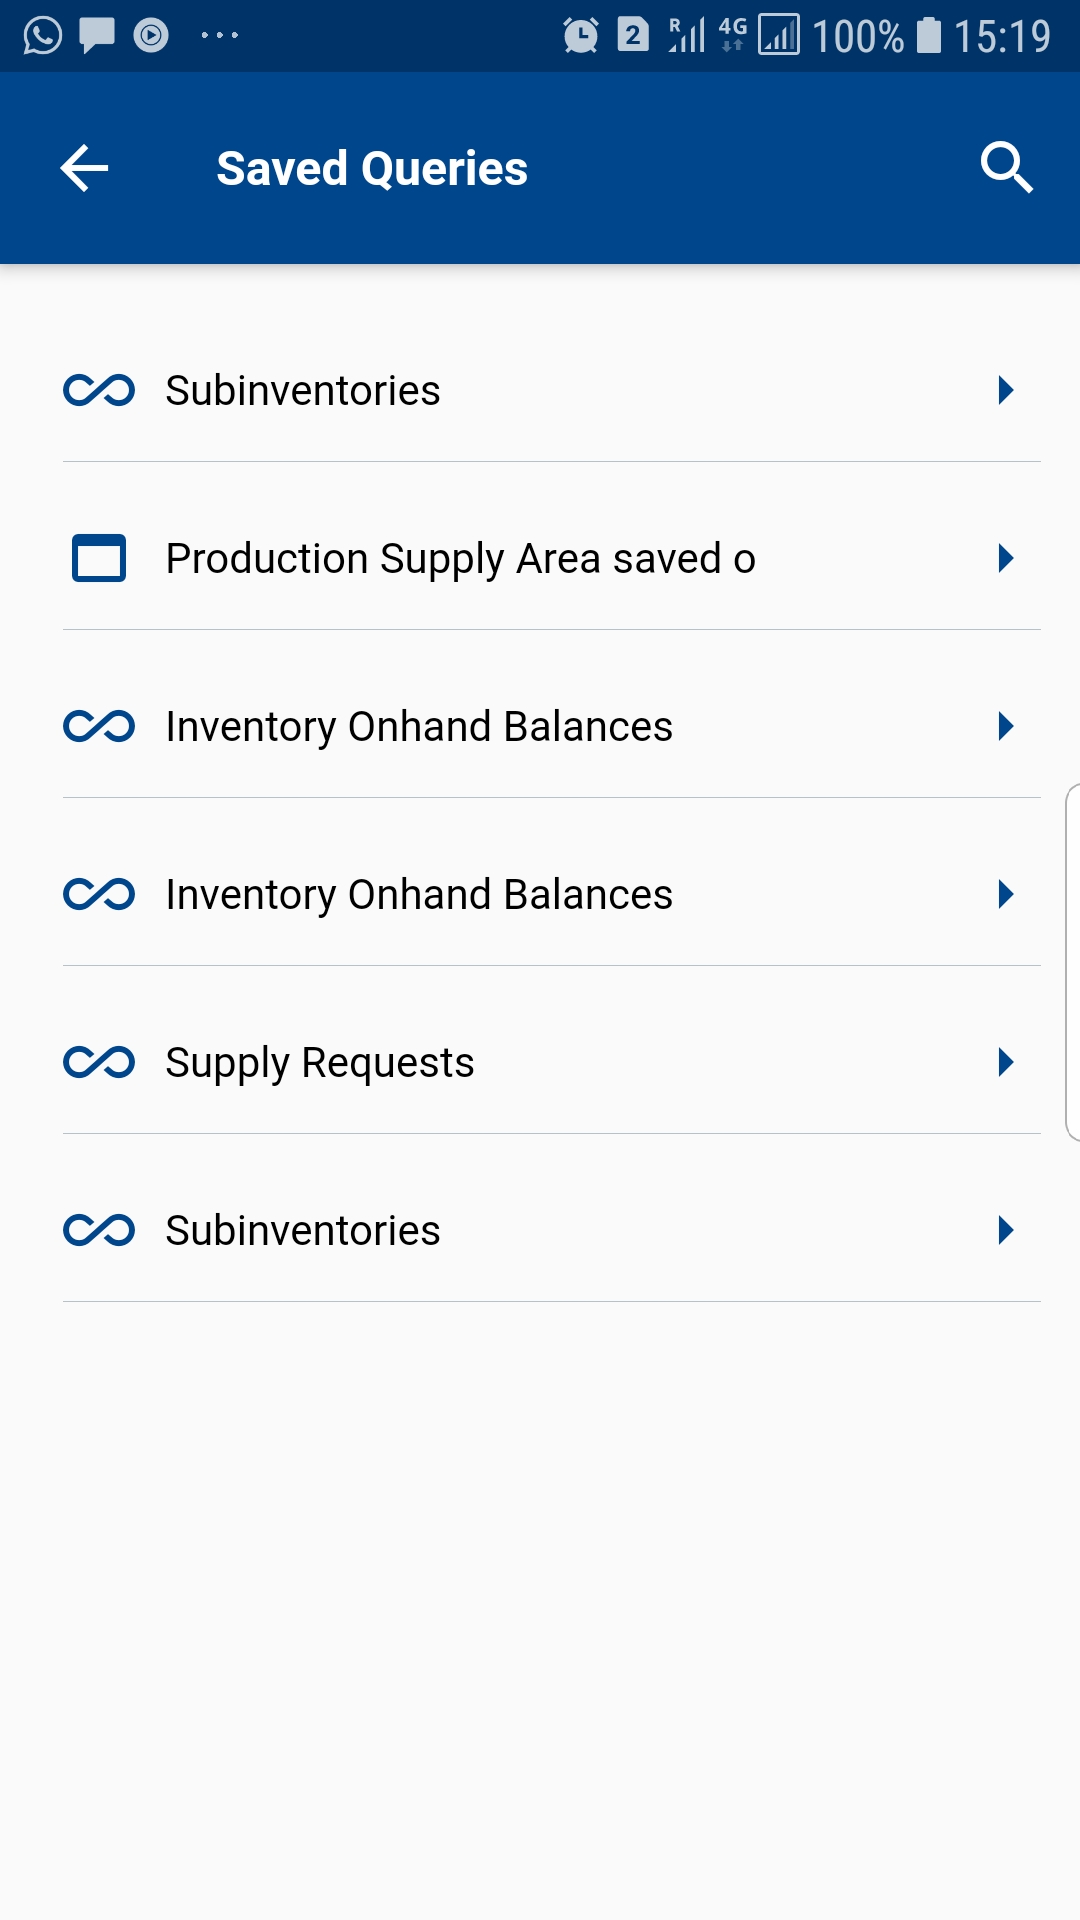 R 4G 100% 15:19
2
Saved Queries
Subinventories
Production Supply Area saved o
Inventory Onhand Balances
Inventory Onhand Balances
Supply Requests
Subinventories